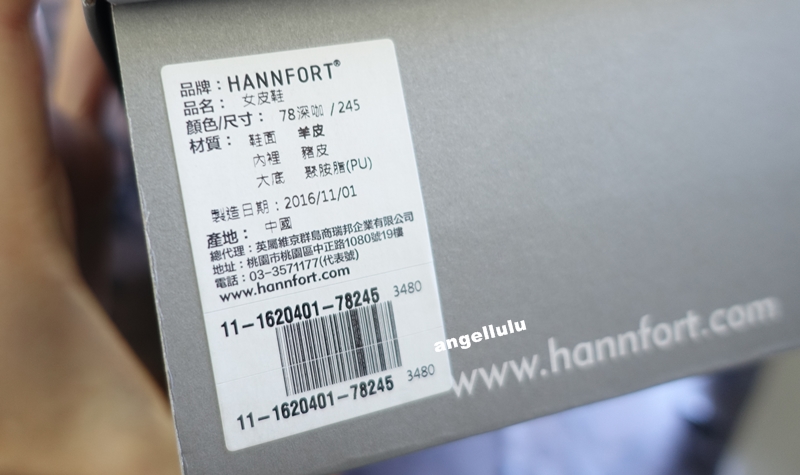 品牌：HANNFORT®
品名： 女皮鞋
顏色/尺寸： 78深咖 / 245
材質： 鞋面 羊皮
內裡 豬皮
大底 聚胺脂(PU)
製造日期：2016/11/01
產地： 中國
總代理：英屬維京群島商瑞邦企業有限公司
地址：桃園市桃園區中正路1080號19樓
電話：03-3571177(代表號)
www.hannfort.com
11-1620401-78245 3480
11-1620401-78245 3480
angellulu
www.hannfort.com